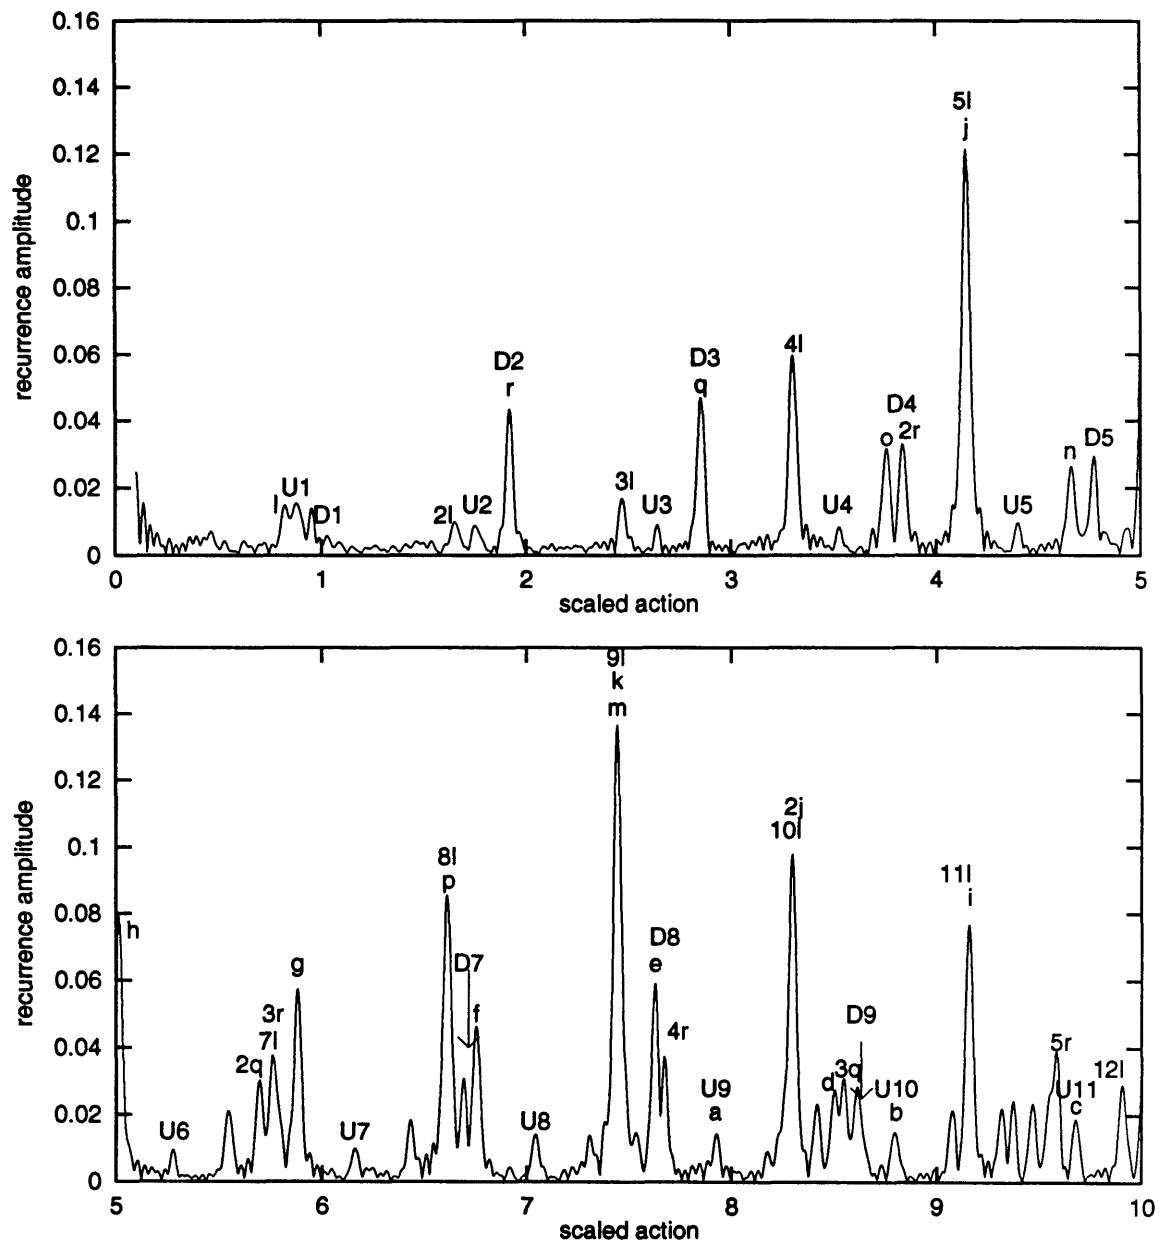 0.16
0.14
0.12
0.1
0.08
0.06
0.04
0.02
0
recurrence amplitude
5l
j
4l
D2
r
D3
q
D4
o
2r
n
D5
3l
U3
l
U1
D1
2l
U2
U4
U5
0 1 2 3 4 5
scaled action
0.16
0.14
0.12
0.1
0.08
0.06
0.04
0.02
0
recurrence amplitude
9l
k
m
2j
10l
8l
p
11l
i
h
g
D7
f
D8
e
4r
3r
7l
2q
D9
d
3q
U10
b
5r
12l
U11
c
U9
a
U6
U7
U8
5 6 7 8 9 10
scaled action